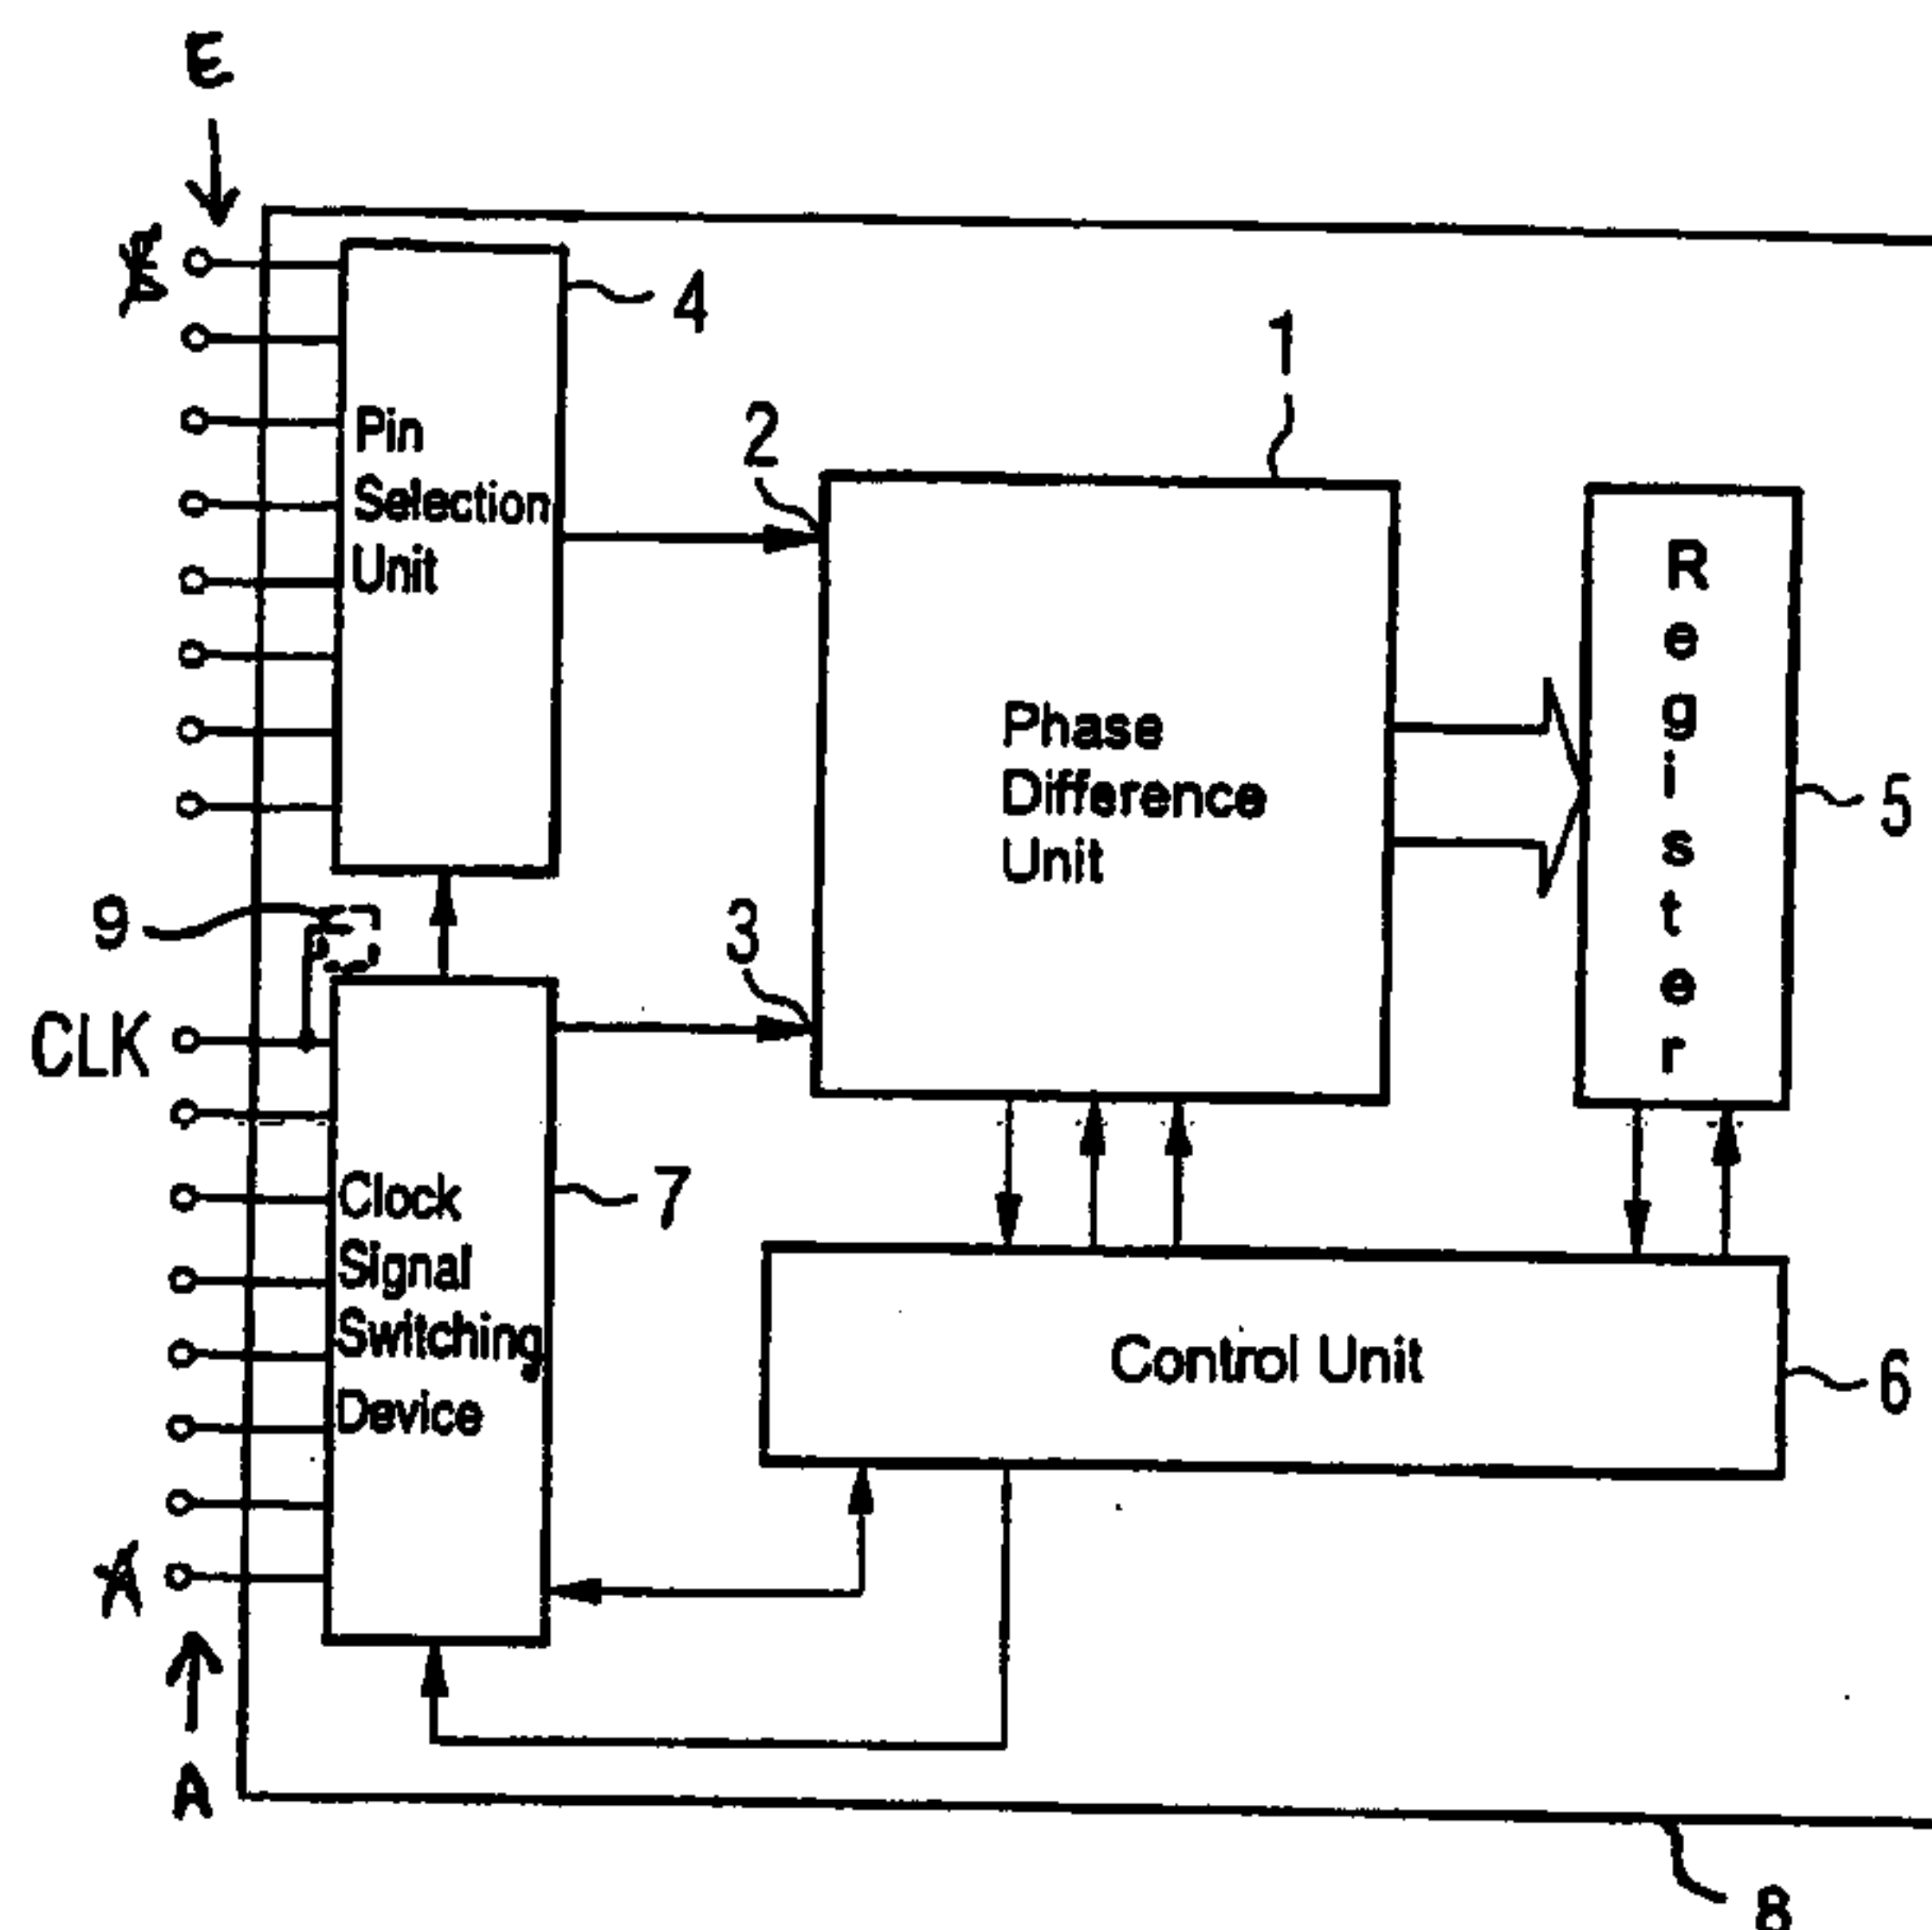 E
4
1
2
Pin
Selection
Unit
Register
Phase
Difference
Unit
5
9
3
CLK
7
Clock
Signal
Switching
Device
Control Unit
6
A
8